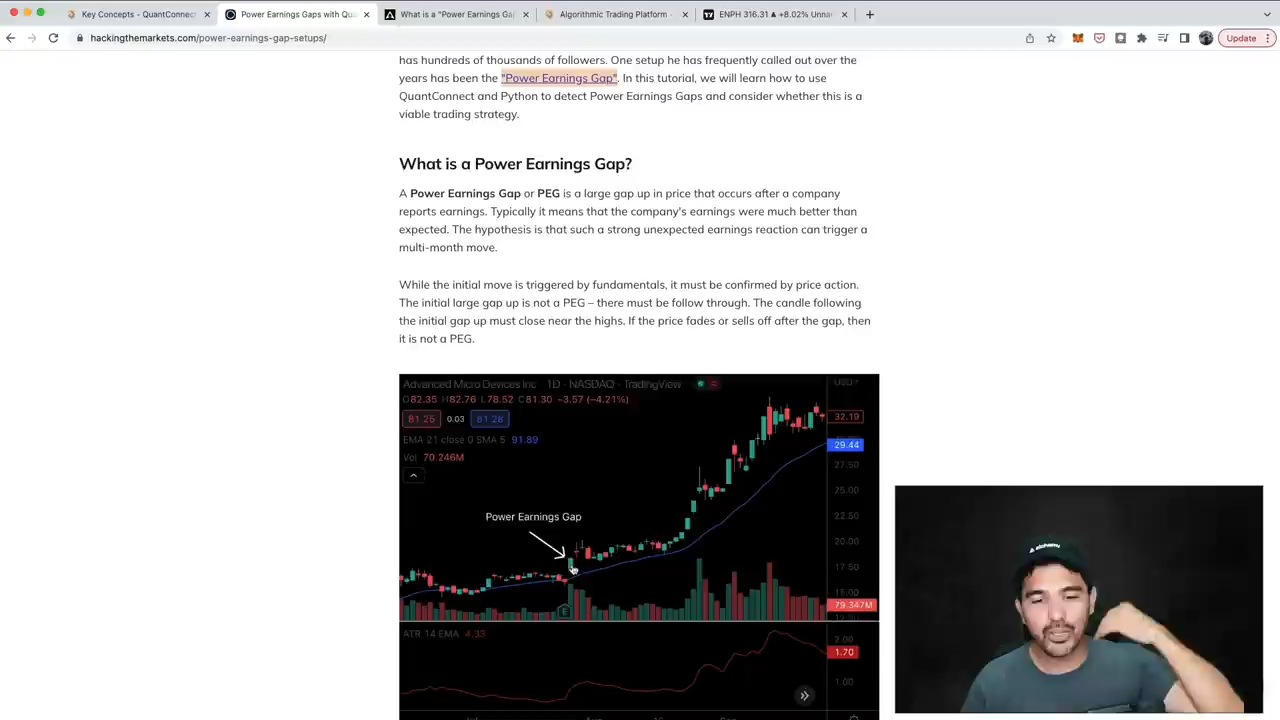 Key Concepts - QuantConnect
Power Earnings Gaps with Qua
What is a "Power Earnings Ga
Algorithmic Trading Platform -
ENPH 316.31 ▲ +8.02% Unna
hackingthemarkets.com/power-earnings-gap-setups/
Update
has hundreds of thousands of followers. One setup he has frequently called out over the
years has been the "Power Earnings Gap". In this tutorial, we will learn how to use
QuantConnect and Python to detect Power Earnings Gaps and consider whether this is a
viable trading strategy.
What is a Power Earnings Gap?
A Power Earnings Gap or PEG is a large gap up in price that occurs after a company
reports earnings. Typically it means that the company's earnings were much better than
expected. The hypothesis is that such a strong unexpected earnings reaction can trigger a
multi-month move.
While the initial move is triggered by fundamentals, it must be confirmed by price action.
The initial large gap up is not a PEG – there must be follow through. The candle following
the initial gap up must close near the highs. If the price fades or sells off after the gap, then
it is not a PEG.
Advanced Micro Devices Inc · 1D · NASDAQ · TradingView
O82.35 H82.76 L78.52 C81.30 −3.57 (−4.21%)
81.25 0.03 81.28
32.19
EMA 21 close 0 SMA 5 91.89
29.44
Vol 70.246M
27.50
25.00
Power Earnings Gap
22.50
20.00
17.50
15.00
79.347M
E
ATR 14 EMA 4.33
2.00
1.70
1.00
alchemy